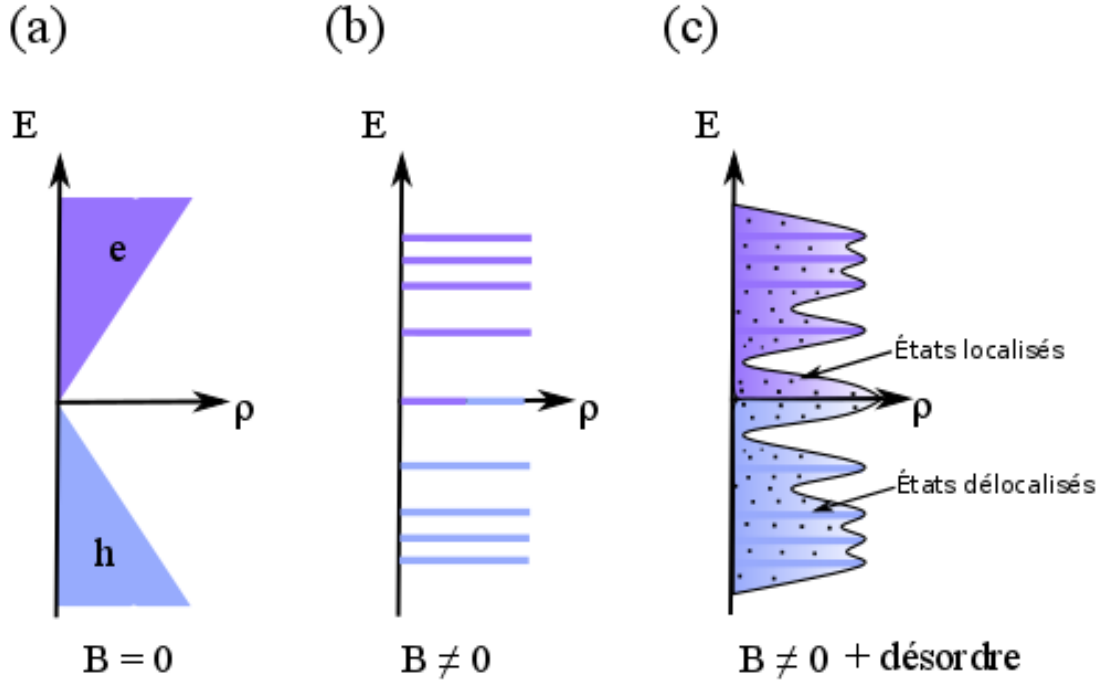 (a)
(b)
(c)
E
E
E
e
États localisés
ρ
ρ
ρ
États délocalisés
h
B = 0
B ≠ 0
B ≠ 0 + désordre